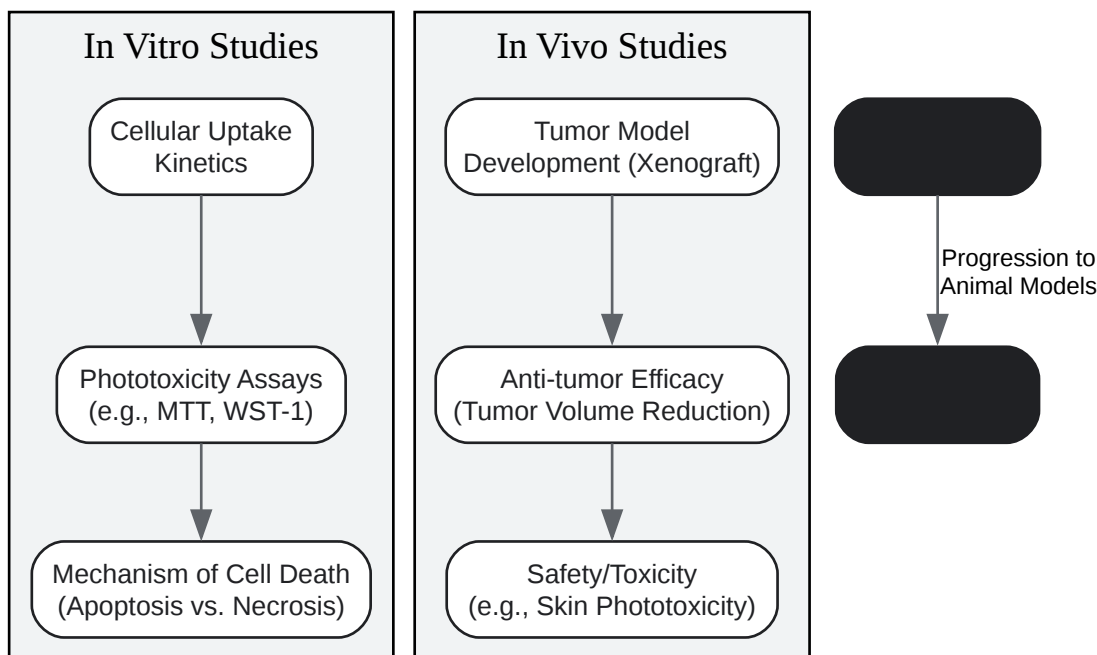 In Vitro Studies
Cellular Uptake
Kinetics
Phototoxicity Assays
(e.g., MTT, WST-1)
Mechanism of Cell Death
(Apoptosis vs. Necrosis)
In Vivo Studies
Tumor Model
Development (Xenograft)
Anti-tumor Efficacy
(Tumor Volume Reduction)
Safety/Toxicity
(e.g., Skin Phototoxicity)
Progression to
Animal Models